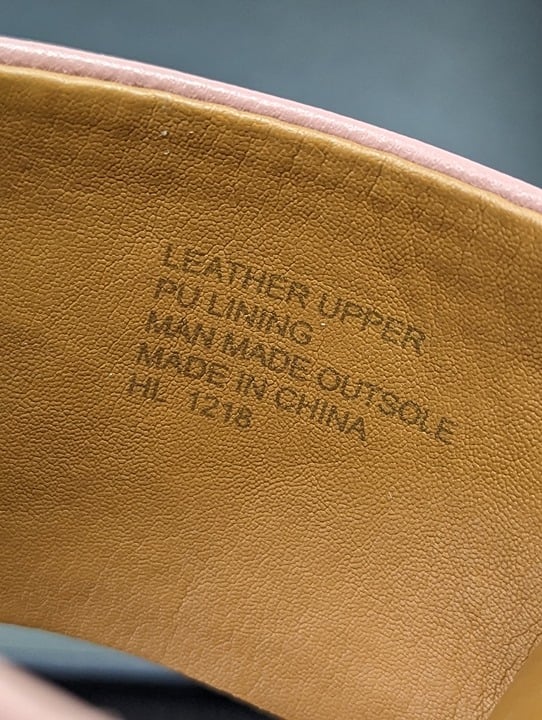 LEATHER UPPER
PU LINING
MAN MADE OUTSOLE
MADE IN CHINA
HL 1218